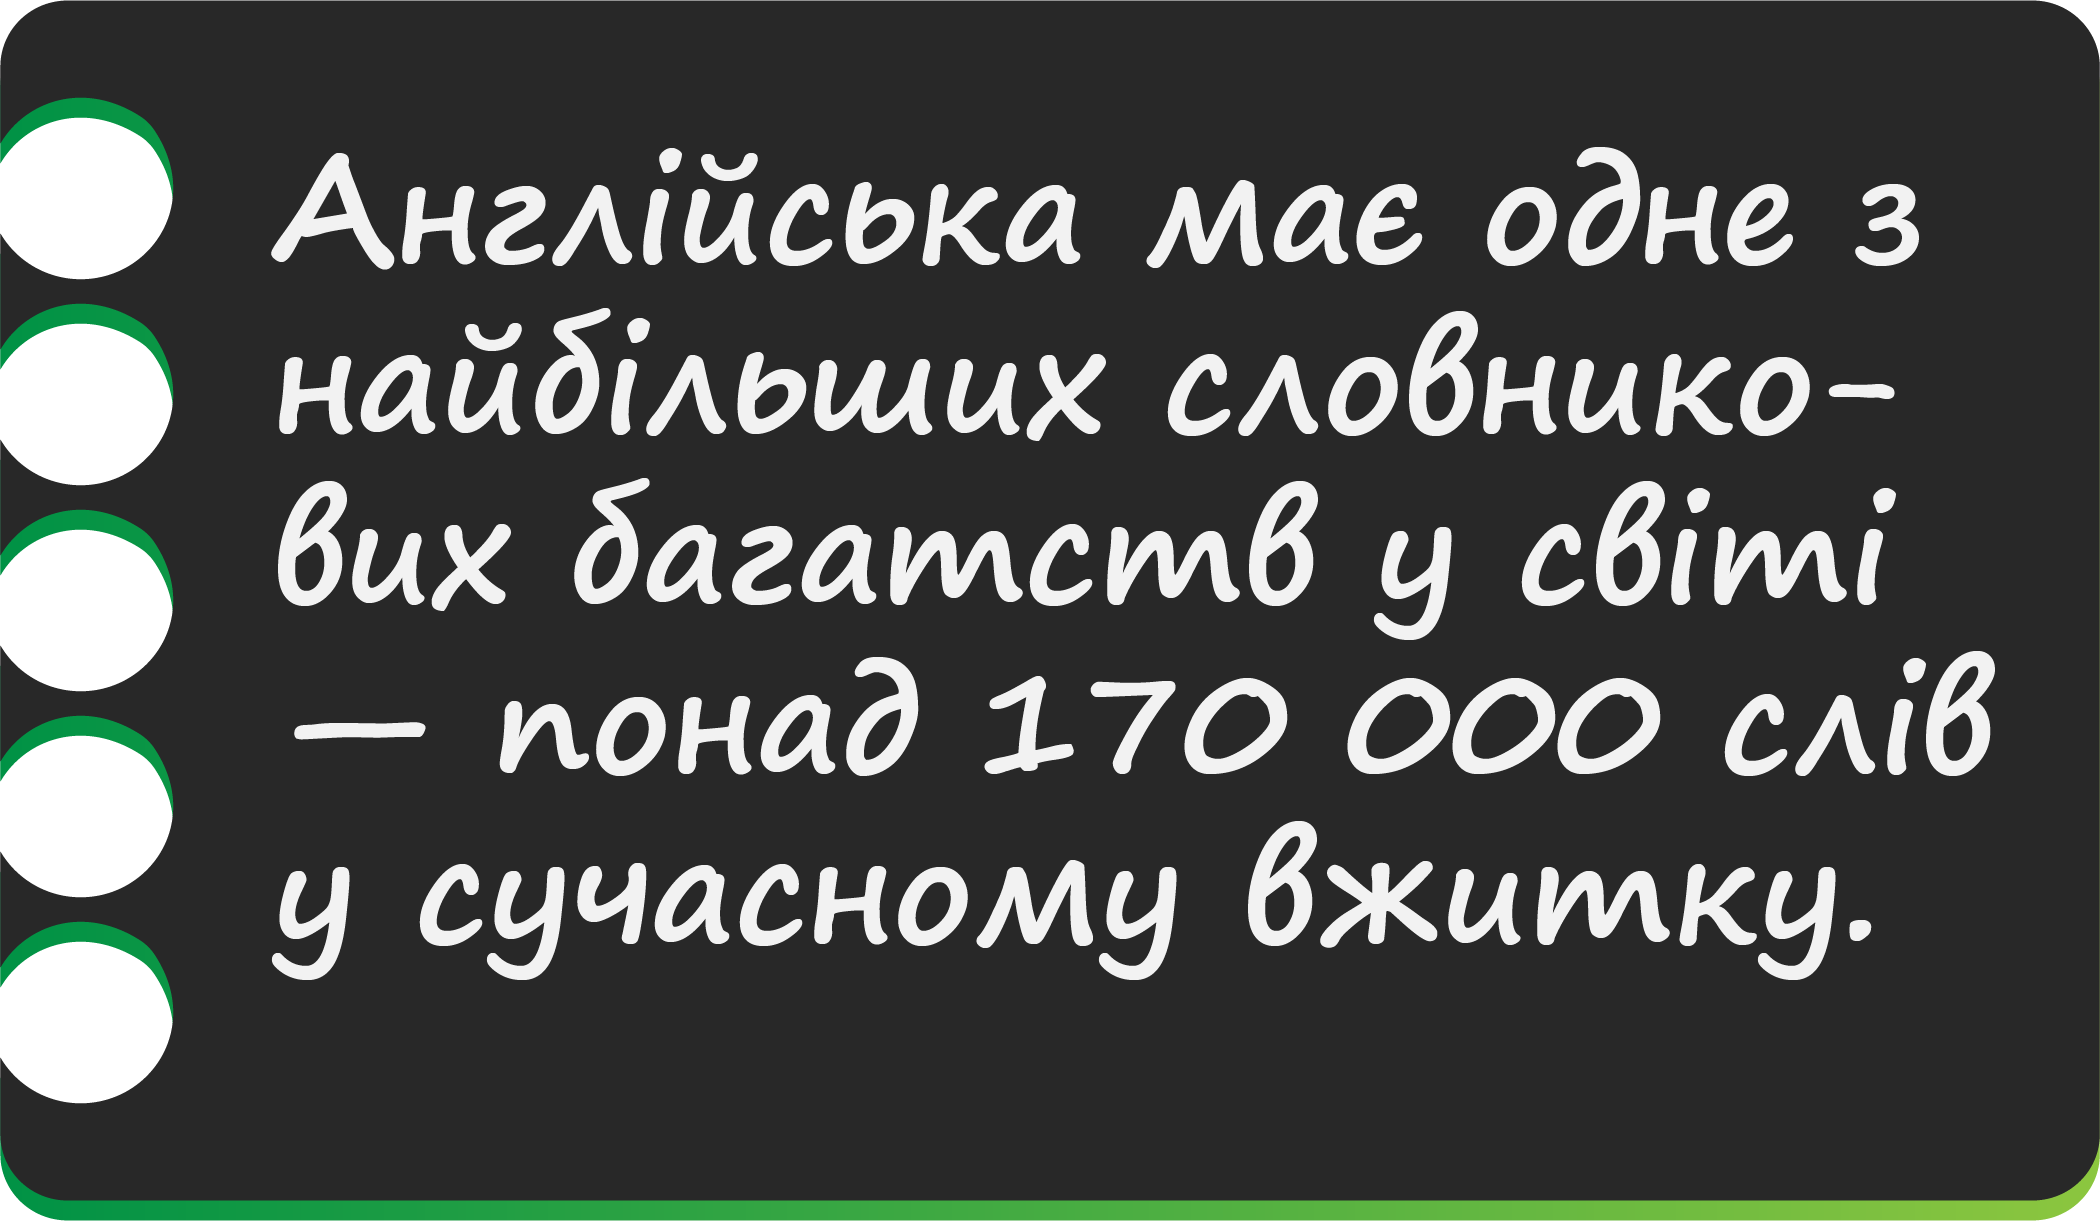 Англійська має одне з
найбільших словнико-
вих багатств у світі
— понад 170 000 слів
у сучасному вжитку.